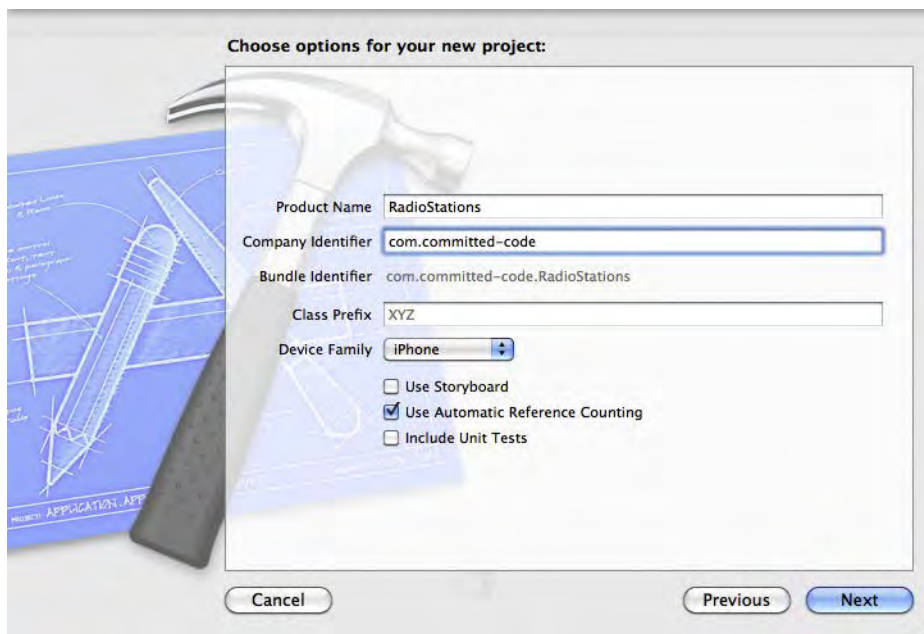 Choose options for your new project:
Product Name RadioStations
Company Identifier com.committed-code
Bundle Identifier com.committed-code.RadioStations
Class Prefix XYZ
Device Family iPhone
Use Storyboard
Use Automatic Reference Counting
Include Unit Tests
APPLICATION.APP
Cancel
Previous
Next